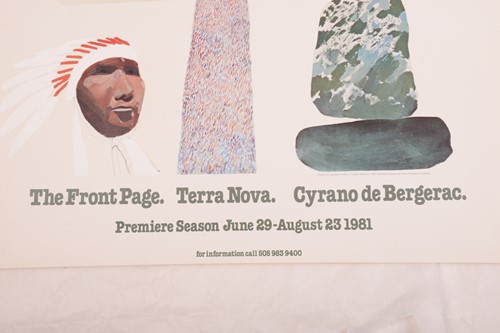 The Front Page. Terra Nova. Cyrano de Bergerac.
Premiere Season June 29-August 23 1981
for information call 505 983 9400